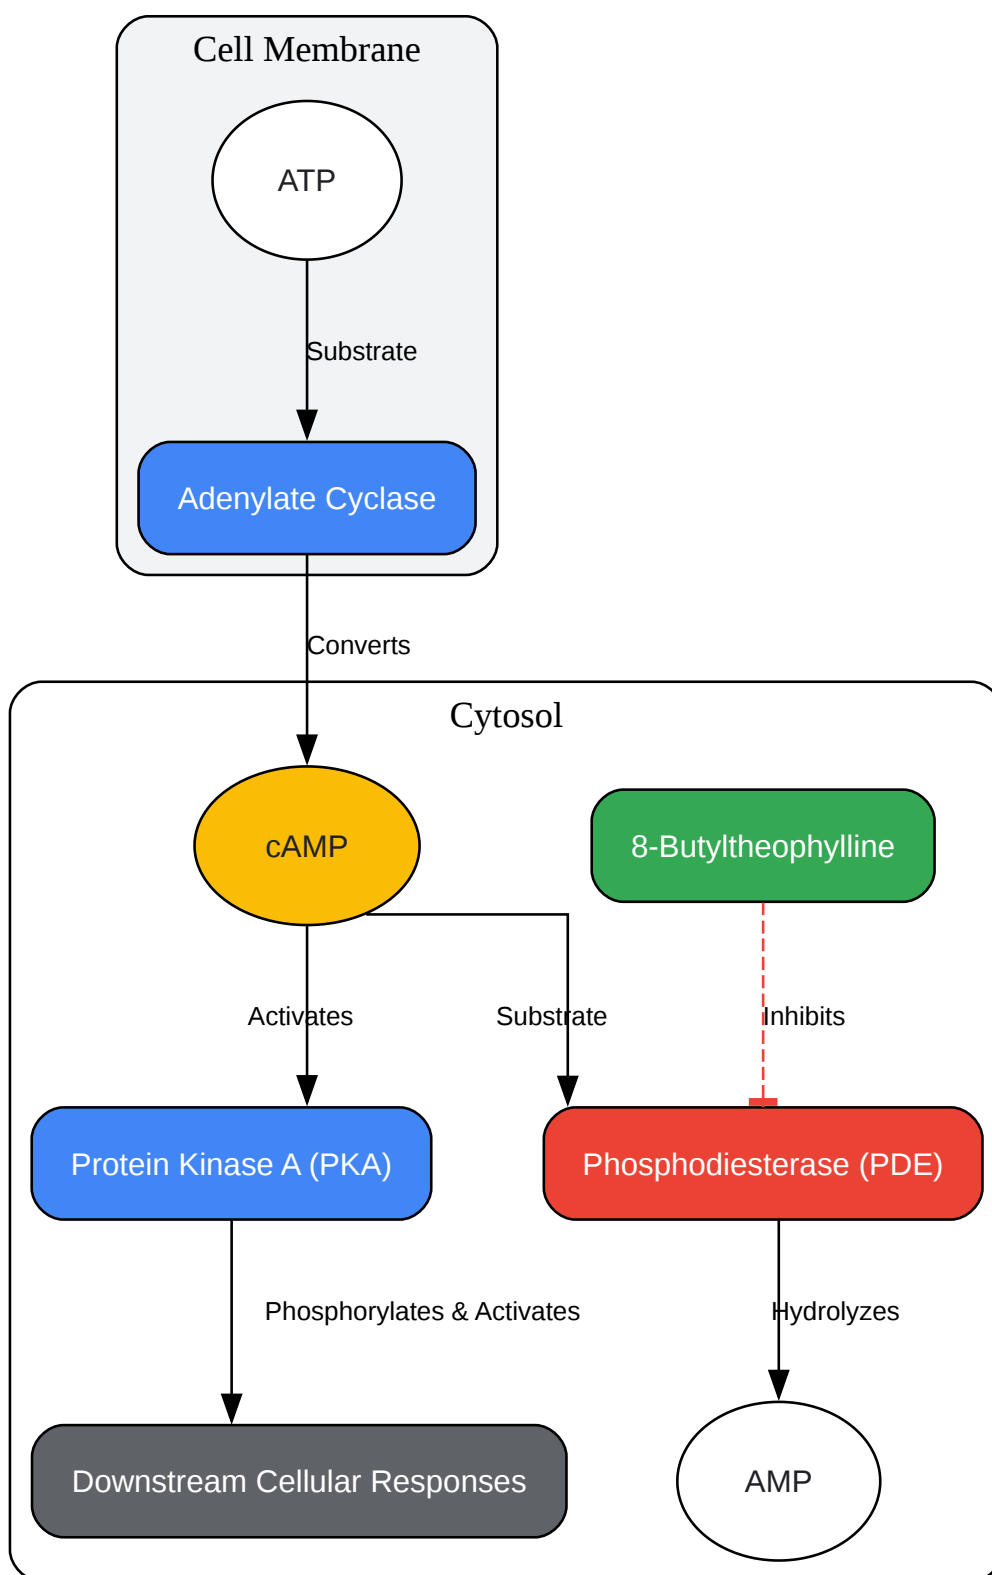 Cell Membrane
ATP
Substrate
Adenylate Cyclase
Converts
Cytosol
cAMP
8-Butyltheophylline
Activates
Substrate
Inhibits
Protein Kinase A (PKA)
Phosphodiesterase (PDE)
Phosphorylates & Activates
Hydrolyzes
Downstream Cellular Responses
AMP